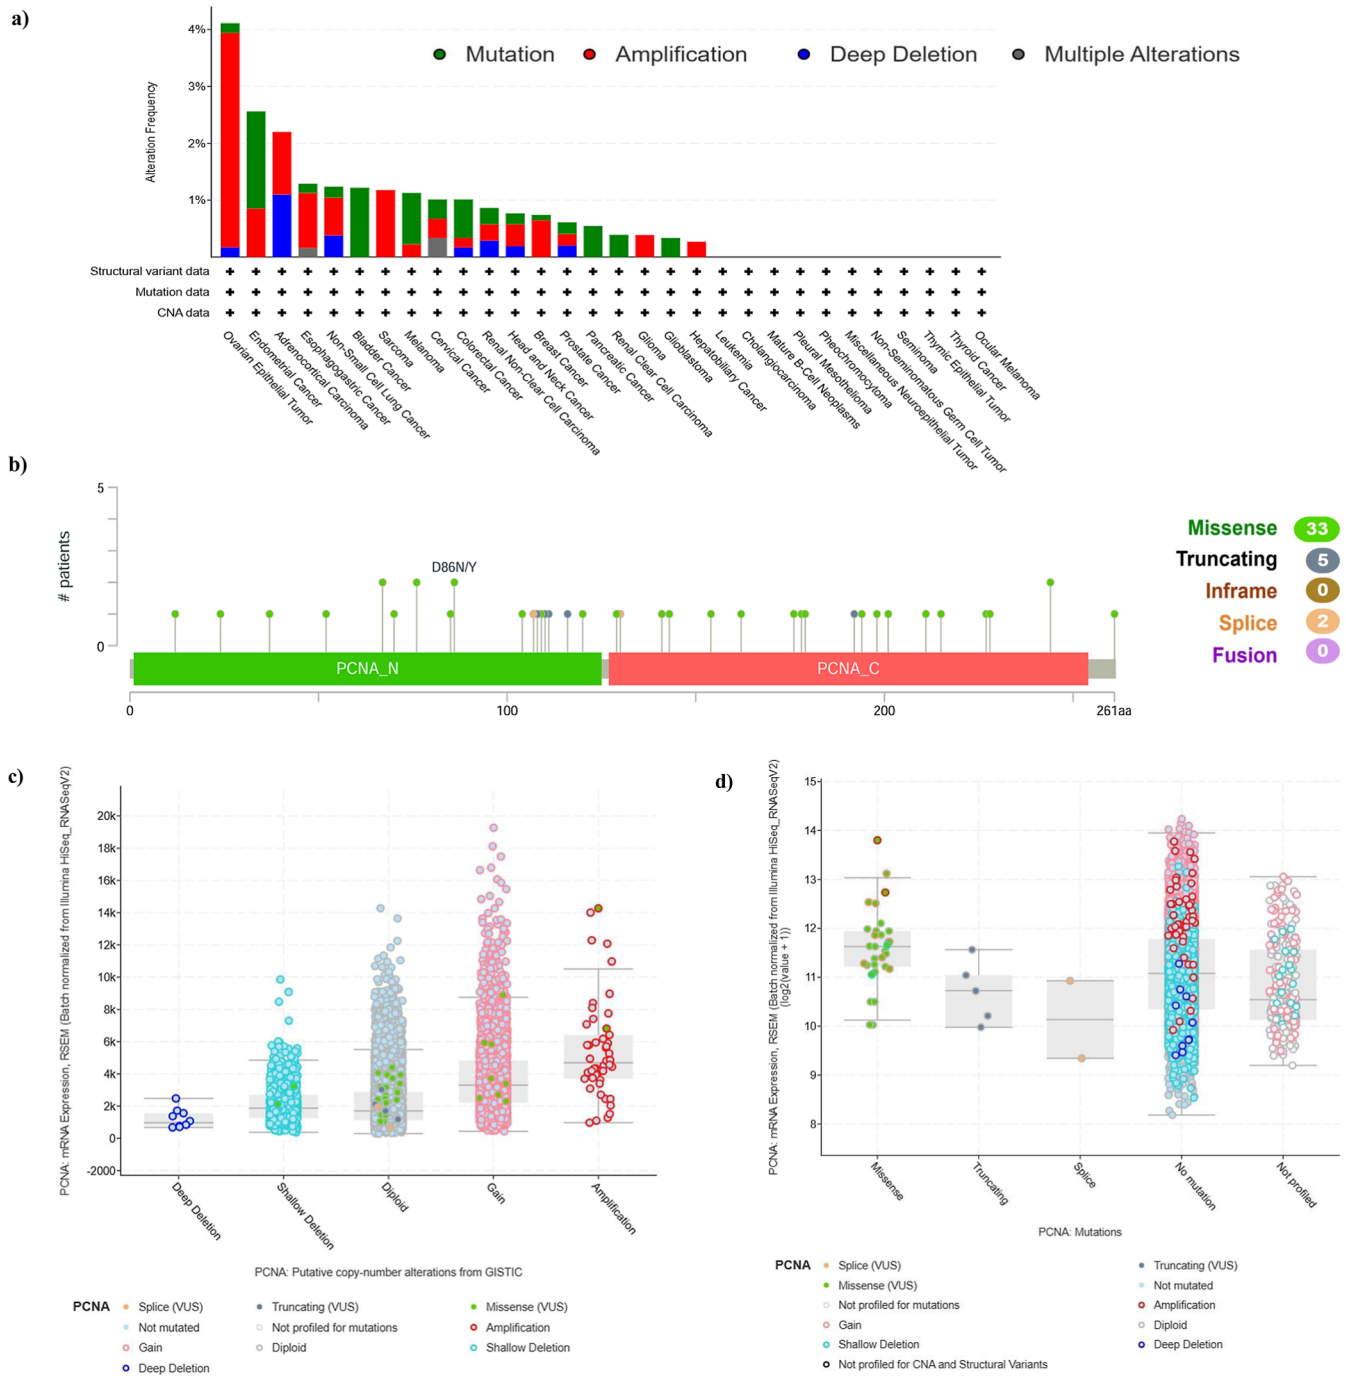 a)
4%
3%
2%
1%
Alteration Frequency
Mutation
Amplification
Deep Deletion
Multiple Alterations
Structural variant data
Mutation data
CNA data
Ovarian Epithelial Tumor
Endometrial Cancer
Adrenocortical Carcinoma
Esophagogastric Cancer
Non-Small Cell Lung Cancer
Bladder Cancer
Sarcoma
Melanoma
Cervical Cancer
Colorectal Cancer
Renal Non-Clear Cell Carcinoma
Head and Neck Cancer
Breast Cancer
Prostate Cancer
Pancreatic Cancer
Renal Clear Cell Carcinoma
Glioma
Glioblastoma
Hepatobiliary Cancer
Leukemia
Cholangiocarcinoma
Mature B-Cell Neoplasms
Pleural Mesothelioma
Pheochromocytoma
Miscellaneous Neuroepithelial Tumor
Non-Seminomatous Germ Cell Tumor
Seminoma
Thymic Epithelial Tumor
Thyroid Cancer
Ocular Melanoma
b)
5
0
# patients
D86N/Y
PCNA_N
PCNA_C
0
100
200
261aa
Missense 33
Truncating 5
Inframe 0
Splice 2
Fusion 0
c)
PCNA: mRNA Expression, RSEM (Batch normalized from Illumina HiSeq_RNASeqV2)
20k
18k
16k
14k
12k
10k
8k
6k
4k
2k
0
-2000
Deep Deletion
Shallow Deletion
Diploid
Gain
Amplification
PCNA: Putative copy-number alterations from GISTIC
PCNA
Splice (VUS)
Truncating (VUS)
Missense (VUS)
Not mutated
Not profiled for mutations
Amplification
Gain
Diploid
Shallow Deletion
Deep Deletion
d)
PCNA: mRNA Expression, RSEM (Batch normalized from Illumina HiSeq_RNASeqV2)
(log2(value + 1))
15
14
13
12
11
10
9
8
Missense
Truncating
Splice
No mutation
Not profiled
PCNA: Mutations
PCNA
Splice (VUS)
Truncating (VUS)
Missense (VUS)
Not mutated
Not profiled for mutations
Amplification
Gain
Diploid
Shallow Deletion
Deep Deletion
Not profiled for CNA and Structural Variants